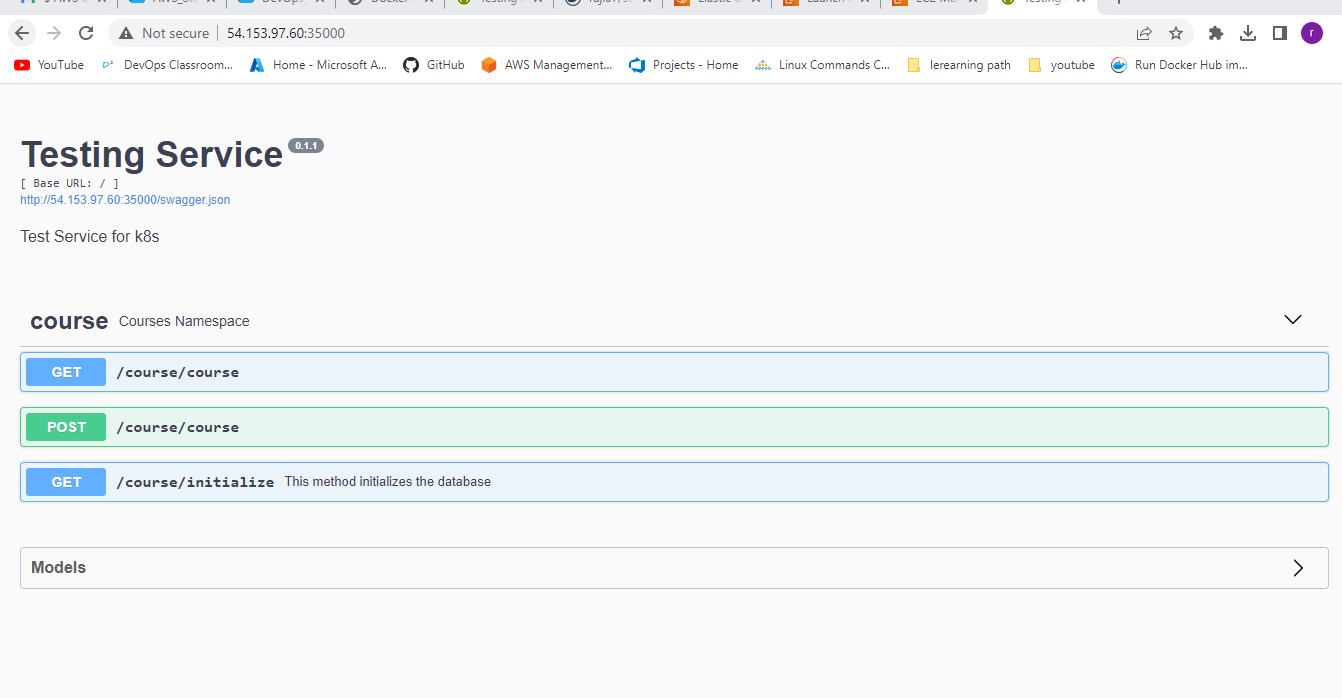 Not secure 54.153.97.60:35000 r
YouTube DevOps Classroom... Home - Microsoft A... GitHub AWS Management... Projects - Home Linux Commands C... lerearning path youtube Run Docker Hub im...
Testing Service 0.1.1
[ Base URL: / ]
http://54.153.97.60:35000/swagger.json
Test Service for k8s
course Courses Namespace
GET /course/course
POST /course/course
GET /course/initialize This method initializes the database
Models